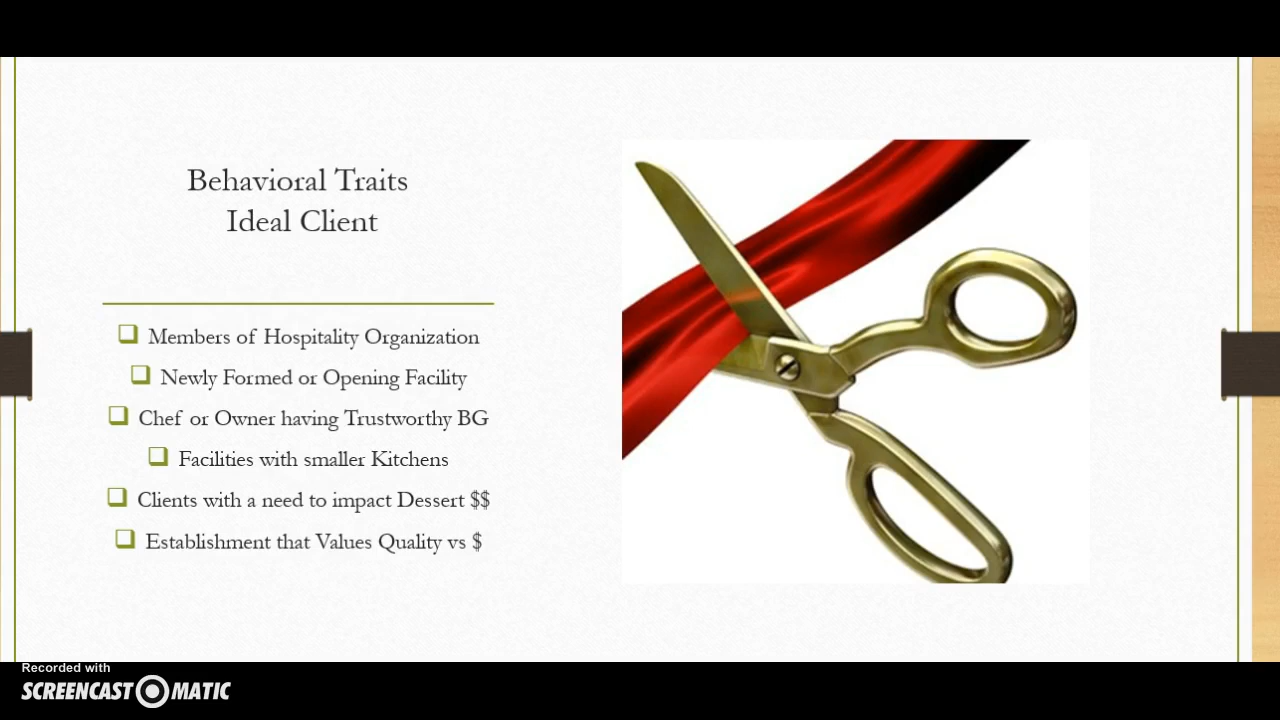 Behavioral Traits
Ideal Client
Members of Hospitality Organization
Newly Formed or Opening Facility
Chef or Owner having Trustworthy BG
Facilities with smaller Kitchens
Clients with a need to impact Dessert $$
Establishment that Values Quality vs $
Recorded with
SCREENCAST MATIC